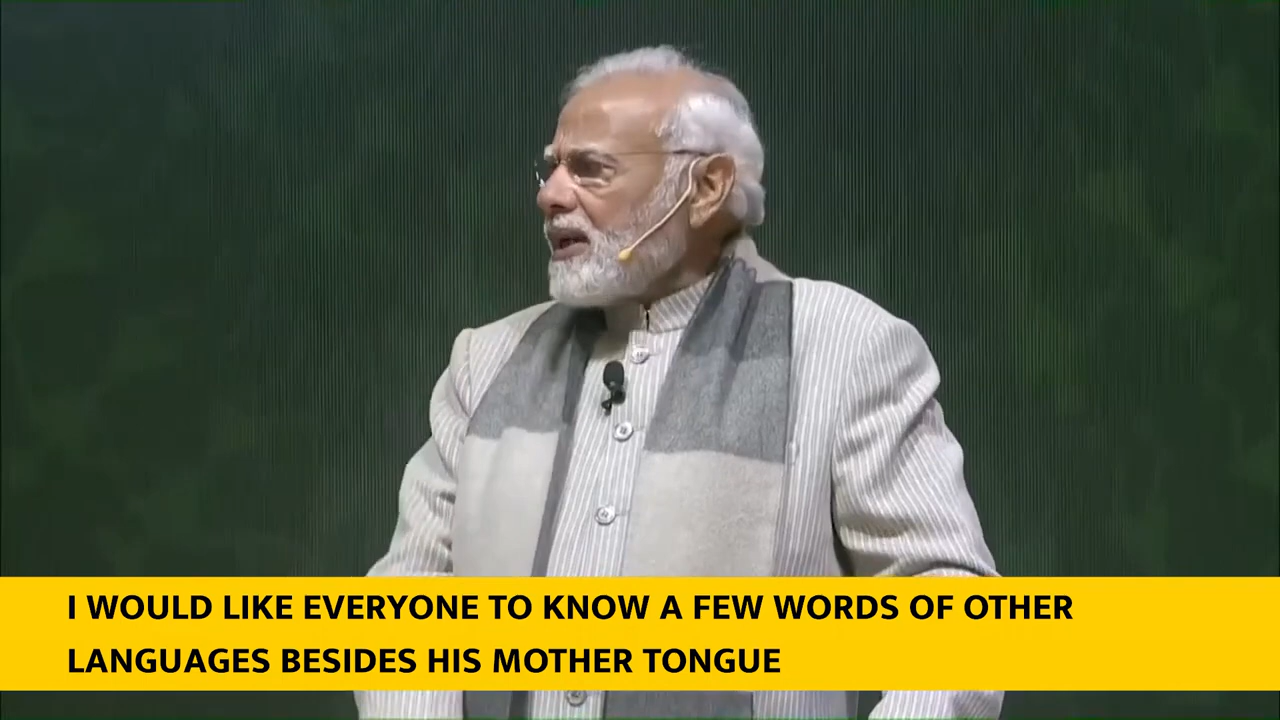 I WOULD LIKE EVERYONE TO KNOW A FEW WORDS OF OTHER
LANGUAGES BESIDES HIS MOTHER TONGUE